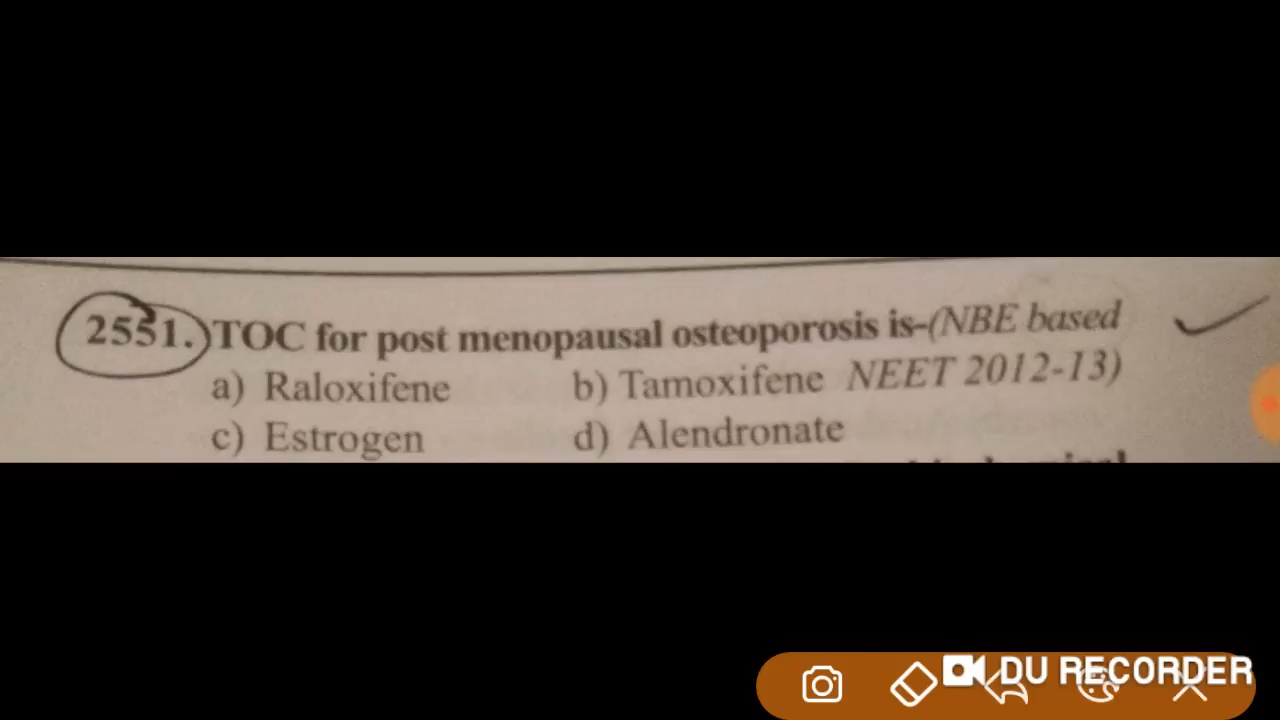 2551. TOC for post menopausal osteoporosis is-(NBE based
a) Raloxifene b) Tamoxifene NEET 2012-13)
c) Estrogen d) Alendronate
DU RECORDER